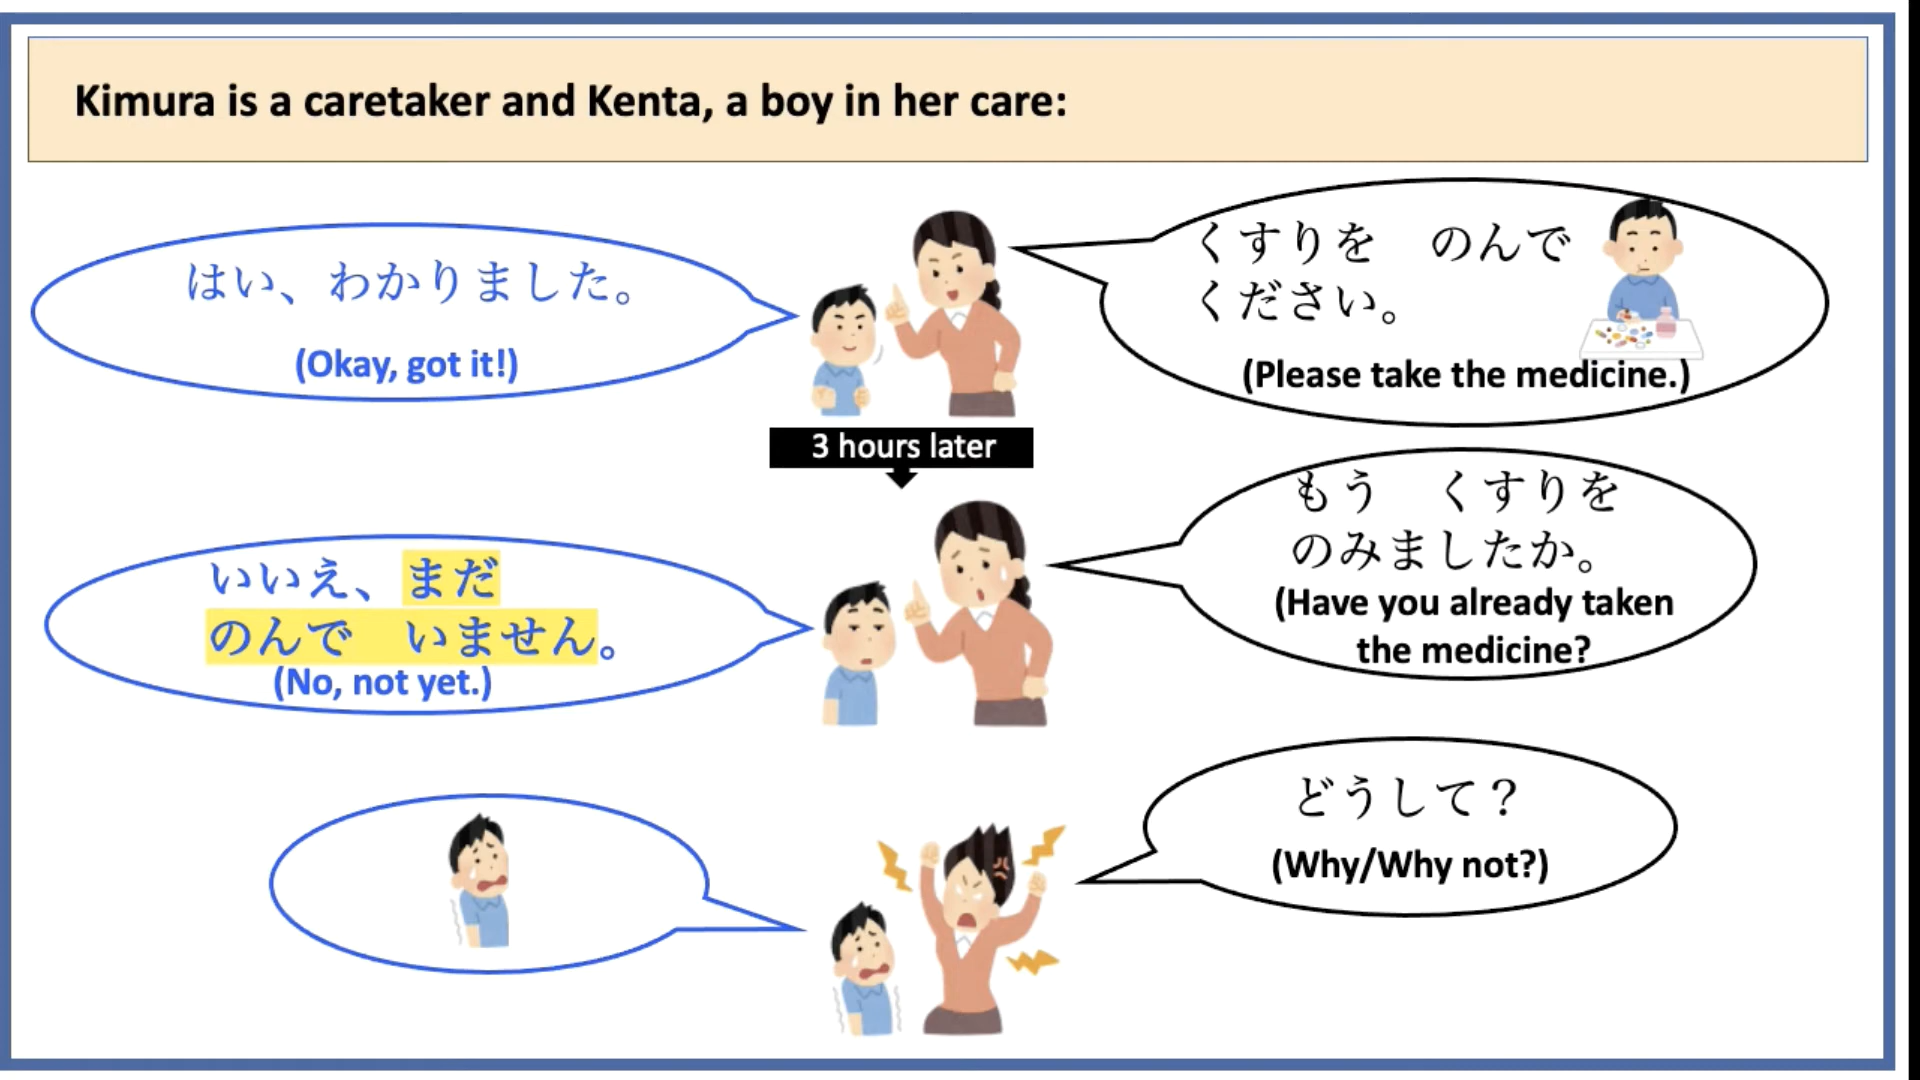 Kimura is a caretaker and Kenta, a boy in her care:
くすりを　のんで
ください。
(Please take the medicine.)
はい、わかりました。
(Okay, got it!)
3 hours later
もう　くすりを
のみましたか。
(Have you already taken
the medicine?
いいえ、まだ
のんで　いません。
(No, not yet.)
どうして？
(Why/Why not?)